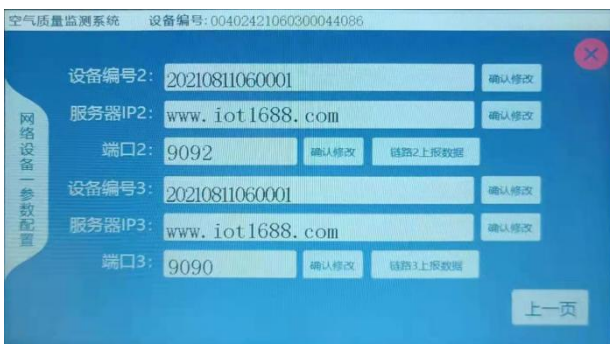 空气质量监测系统 设备编号:00402421060300044086
设备编号2: 20210811060001 确认修改
服务器IP2: www.iot1688.com 确认修改
端口2: 9092 确认修改 链路2上报数据
设备编号3: 20210811060001 确认修改
服务器IP3: www.iot1688.com 确认修改
端口3: 9090 确认修改 链路3上报数据
网络设备一参数配置
上一页